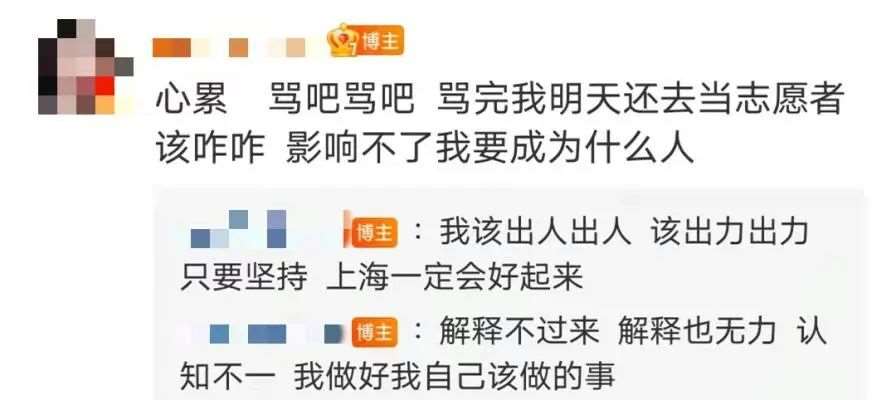 博主
心累 骂吧骂吧 骂完我明天还去当志愿者
该咋咋 影响不了我要成为什么人
博主：我该出人出人 该出力出力
只要坚持 上海一定会好起来
博主：解释不过来 解释也无力 认
知不一 我做好我自己该做的事